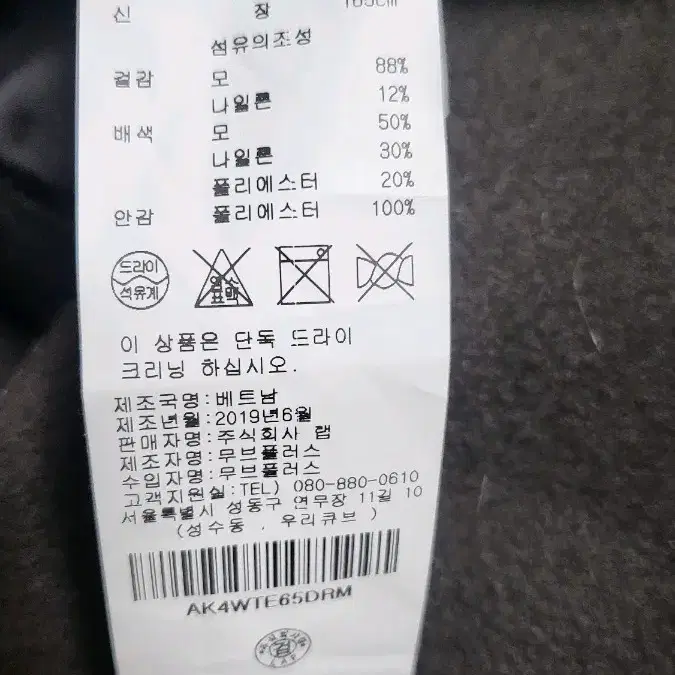 신 장 165cm
섬유의조성
겉감 모 88%
나일론 12%
배색 모 50%
나일론 30%
폴리에스터 20%
안감 폴리에스터 100%
드라이
석유계
염소
표백
이 상품은 단독 드라이
크리닝 하십시오.
제조국명:베트남
제조년월:2019년6월
판매자명:주식회사 랩
제조자명:무브플러스
수입자명:무브플러스
고객지원실:TEL) 080-880-0610
서울특별시 성동구 연무장 11길 10
(성수동 , 우리큐브 )
AK4WTE65DRM
검
LAP